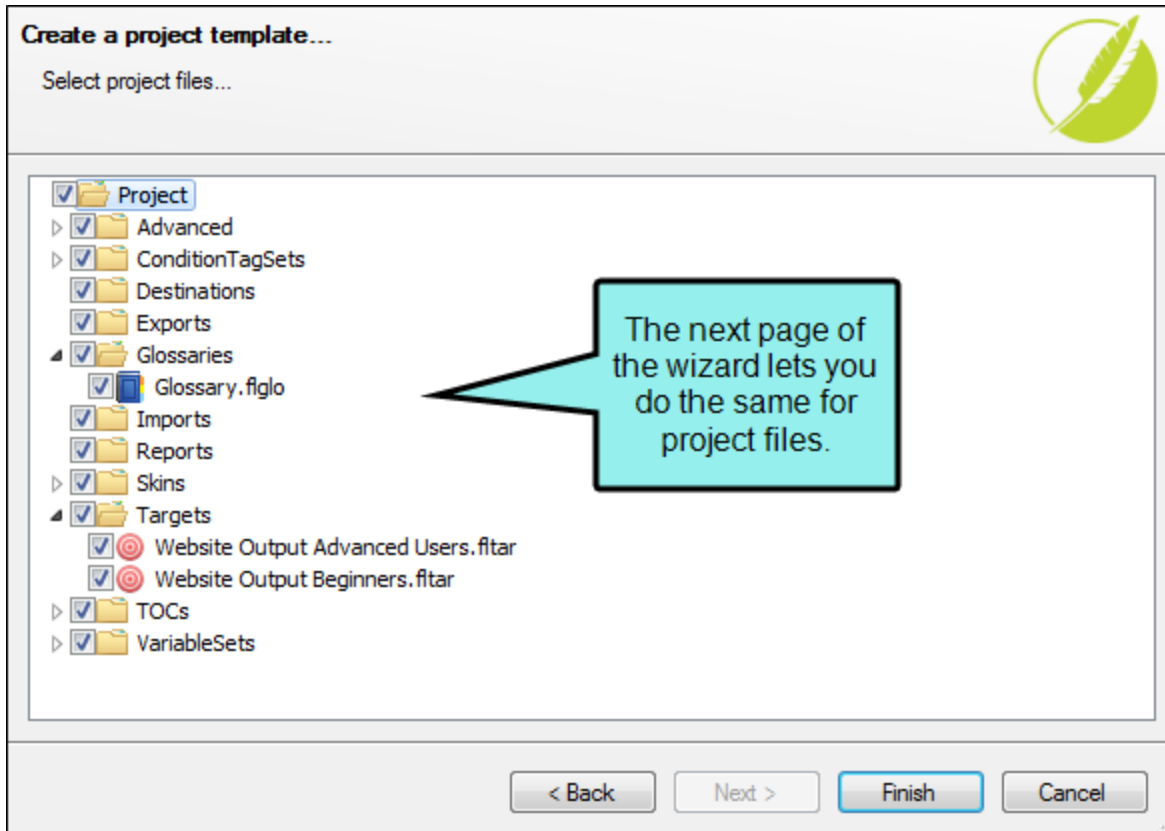 Create a project template...
Select project files...
Project
Advanced
ConditionTagSets
Destinations
Exports
Glossaries
Glossary.flglo
Imports
Reports
Skins
Targets
Website Output Advanced Users.fltar
Website Output Beginners.fltar
TOCs
VariableSets
The next page of
the wizard lets you
do the same for
project files.
< Back
Next >
Finish
Cancel